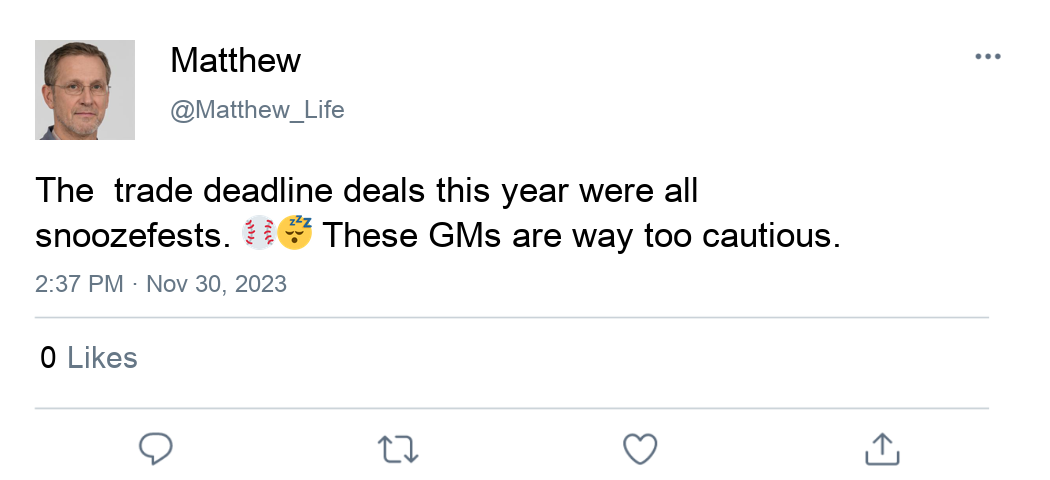 Matthew
@Matthew_Life
The  trade deadline deals this year were all
snoozefests. ⚾😴 These GMs are way too cautious.
2:37 PM · Nov 30, 2023
0 Likes